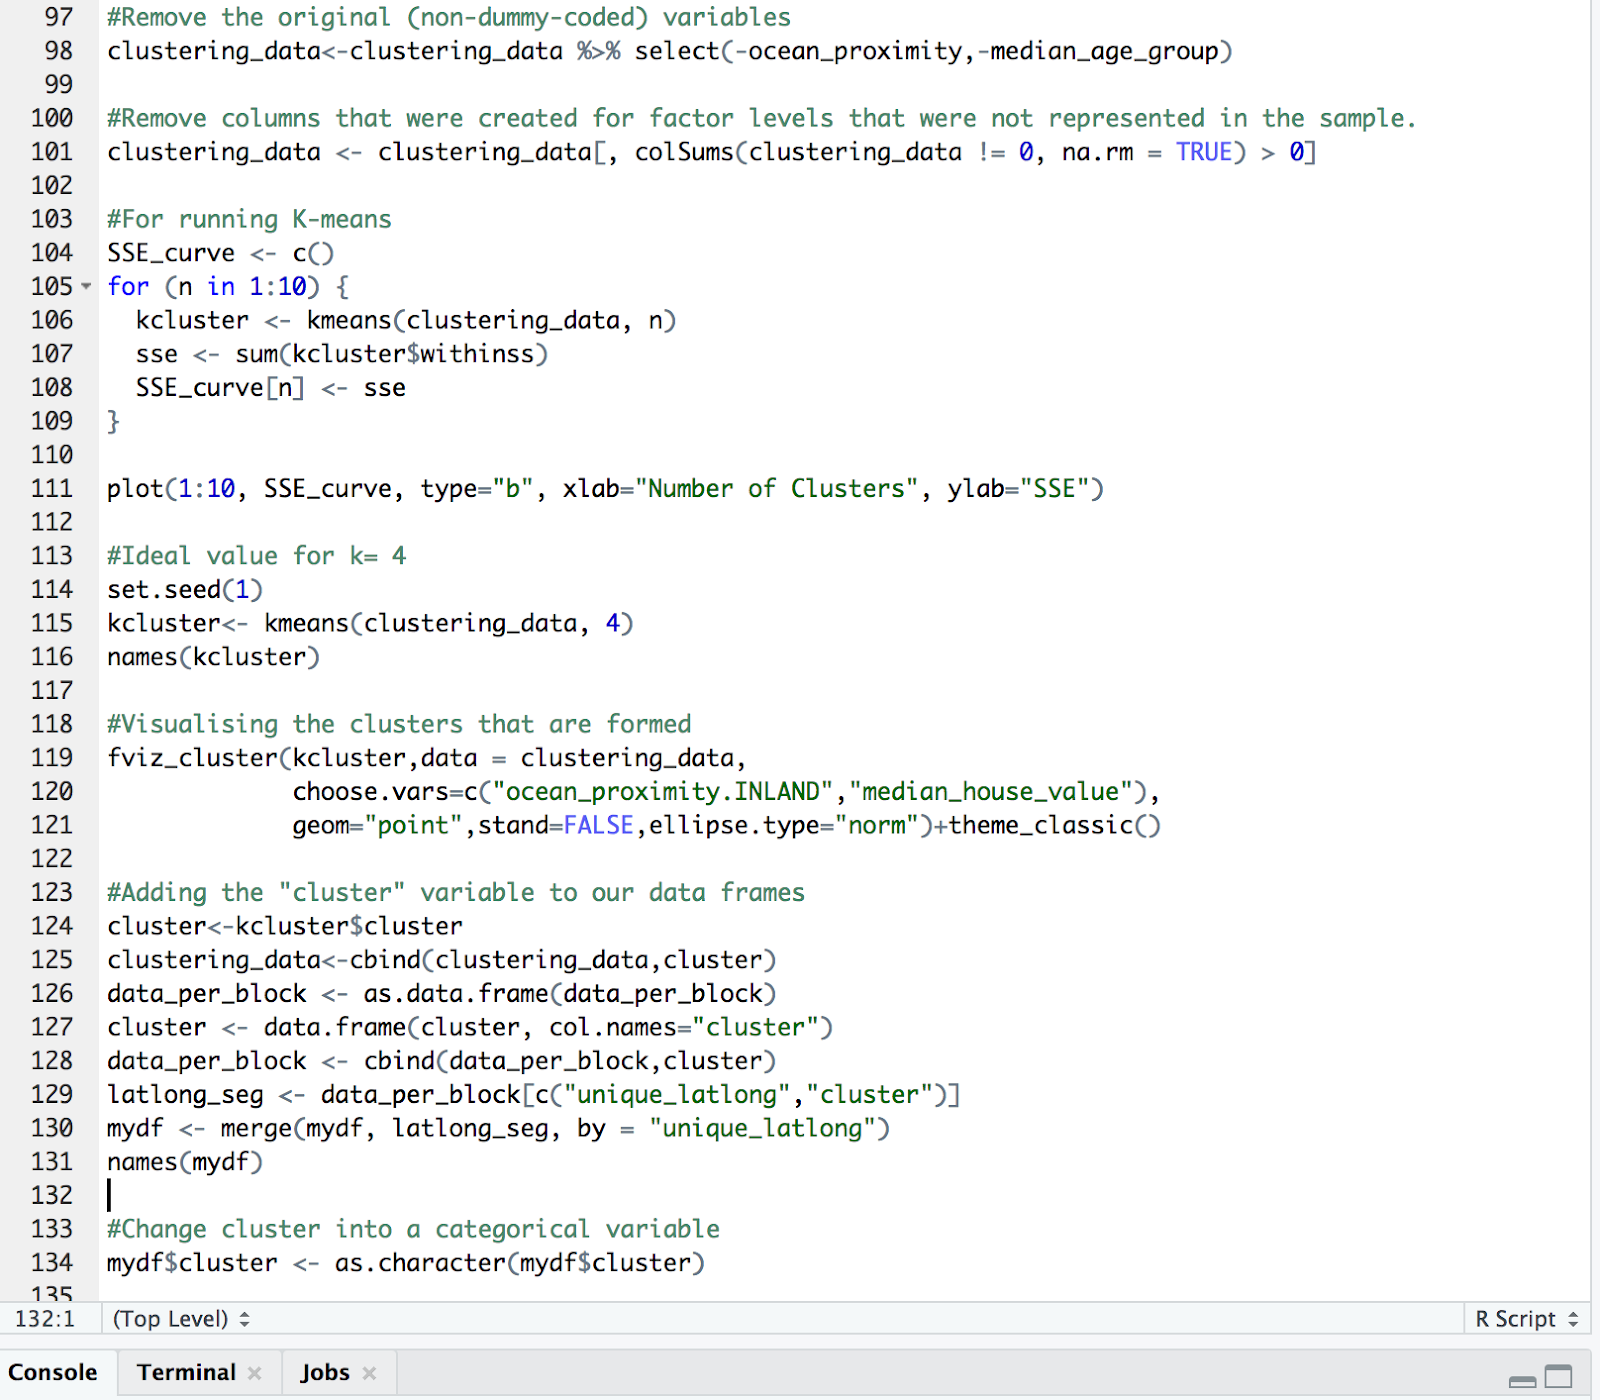 97 #Remove the original (non-dummy-coded) variables
98 clustering_data<-clustering_data %>% select(-ocean_proximity,-median_age_group)
99
100 #Remove columns that were created for factor levels that were not represented in the sample.
101 clustering_data <- clustering_data[, colSums(clustering_data != 0, na.rm = TRUE) > 0]
102
103 #For running K-means
104 SSE_curve <- c()
105 for (n in 1:10) {
106   kcluster <- kmeans(clustering_data, n)
107   sse <- sum(kcluster$withinss)
108   SSE_curve[n] <- sse
109 }
110
111 plot(1:10, SSE_curve, type="b", xlab="Number of Clusters", ylab="SSE")
112
113 #Ideal value for k= 4
114 set.seed(1)
115 kcluster<- kmeans(clustering_data, 4)
116 names(kcluster)
117
118 #Visualising the clusters that are formed
119 fviz_cluster(kcluster,data = clustering_data,
120              choose.vars=c("ocean_proximity.INLAND","median_house_value"),
121              geom="point",stand=FALSE,ellipse.type="norm")+theme_classic()
122
123 #Adding the "cluster" variable to our data frames
124 cluster<-kcluster$cluster
125 clustering_data<-cbind(clustering_data,cluster)
126 data_per_block <- as.data.frame(data_per_block)
127 cluster <- data.frame(cluster, col.names="cluster")
128 data_per_block <- cbind(data_per_block,cluster)
129 latlong_seg <- data_per_block[c("unique_latlong","cluster")]
130 mydf <- merge(mydf, latlong_seg, by = "unique_latlong")
131 names(mydf)
132
133 #Change cluster into a categorical variable
134 mydf$cluster <- as.character(mydf$cluster)
135
132:1 (Top Level) R Script
Console Terminal Jobs